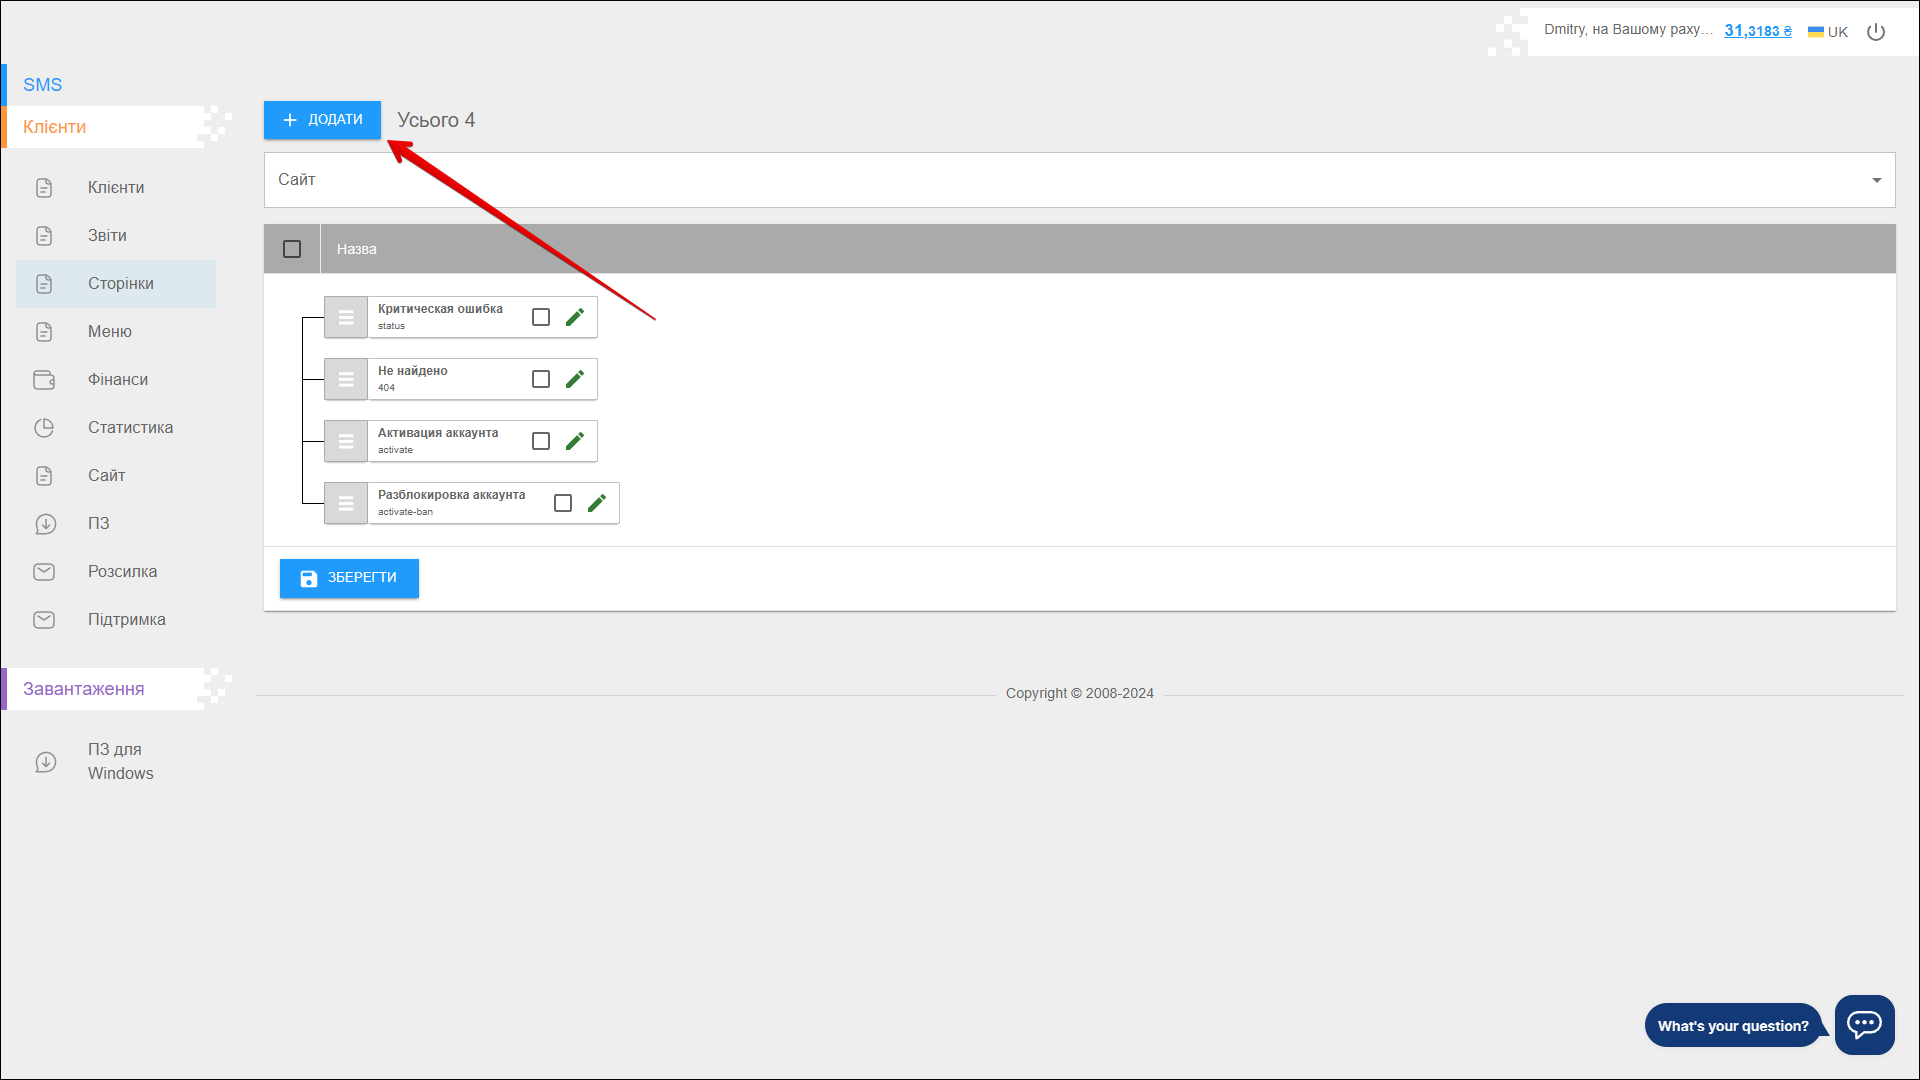 Dmitry, на Вашому раху... 31,3183 ₴ UK
SMS
Клієнти
Клієнти
Звіти
Сторінки
Меню
Фінанси
Статистика
Сайт
ПЗ
Розсилка
Підтримка
Завантаження
ПЗ для
Windows
ДОДАТИ
Усього 4
Сайт
Назва
Критическая ошибка
status
Не найдено
404
Активация аккаунта
activate
Разблокировка аккаунта
activate-ban
ЗБЕРЕГТИ
Copyright © 2008-2024
What's your question?